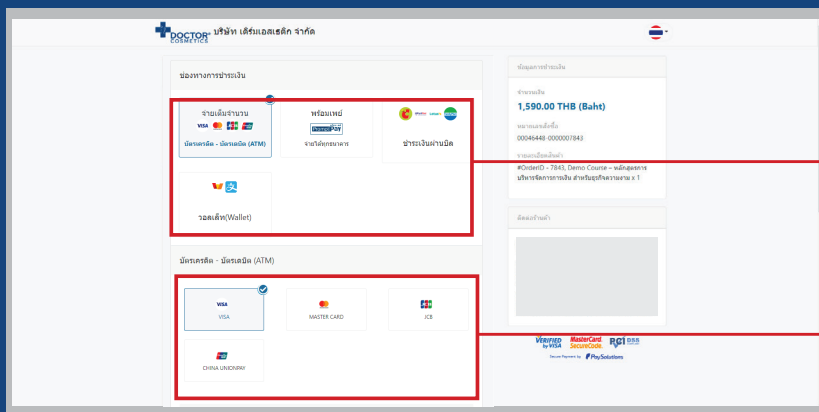 DOCTOR
COSMETICS
บริษัท เดิร์มเอสเธติก จำกัด
ช่องทางการชำระเงิน
จ่ายเต็มจำนวน
VISA
บัตรเครดิต - บัตรเดบิต (ATM)
พร้อมเพย์
PromptPay
จ่ายได้ทุกธนาคาร
ชำระเงินผ่านบิล
วอลเล็ท(Wallet)
บัตรเครดิต - บัตรเดบิต (ATM)
VISA
VISA
MASTER CARD
JCB
CHINA UNIONPAY
ข้อมูลการชำระเงิน
จำนวนเงิน
1,590.00 THB (Baht)
หมายเลขสั่งซื้อ
00046448-0000007843
รายละเอียดสินค้า
#OrderID - 7843, Demo Course – หลักสูตรการ
บริหารจัดการการเงิน สำหรับธุรกิจความงาม x 1
ติดต่อร้านค้า
VERIFIED by VISA
MasterCard SecureCode.
PCI DSS
Secure Payment by PaySolutions